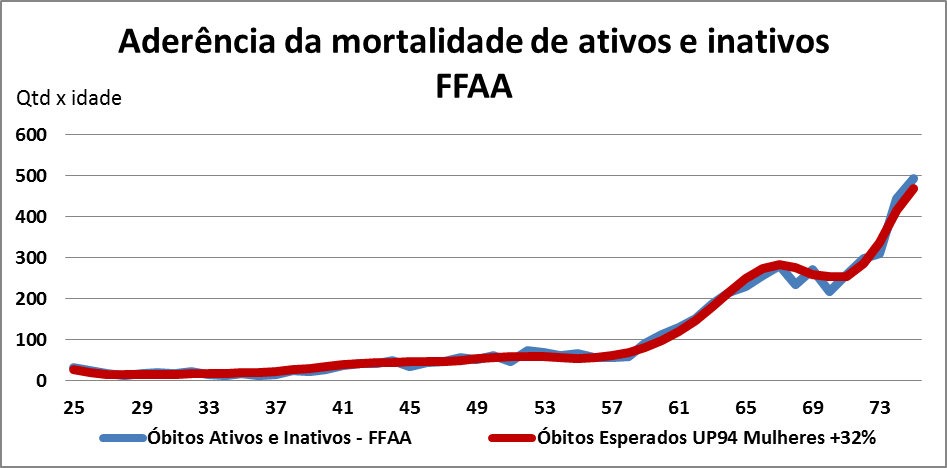 Aderência da mortalidade de ativos e inativos
FFAA
Qtd x idade
600
500
400
300
200
100
0
25 29 33 37 41 45 49 53 57 61 65 69 73
Óbitos Ativos e Inativos - FFAA Óbitos Esperados UP94 Mulheres +32%